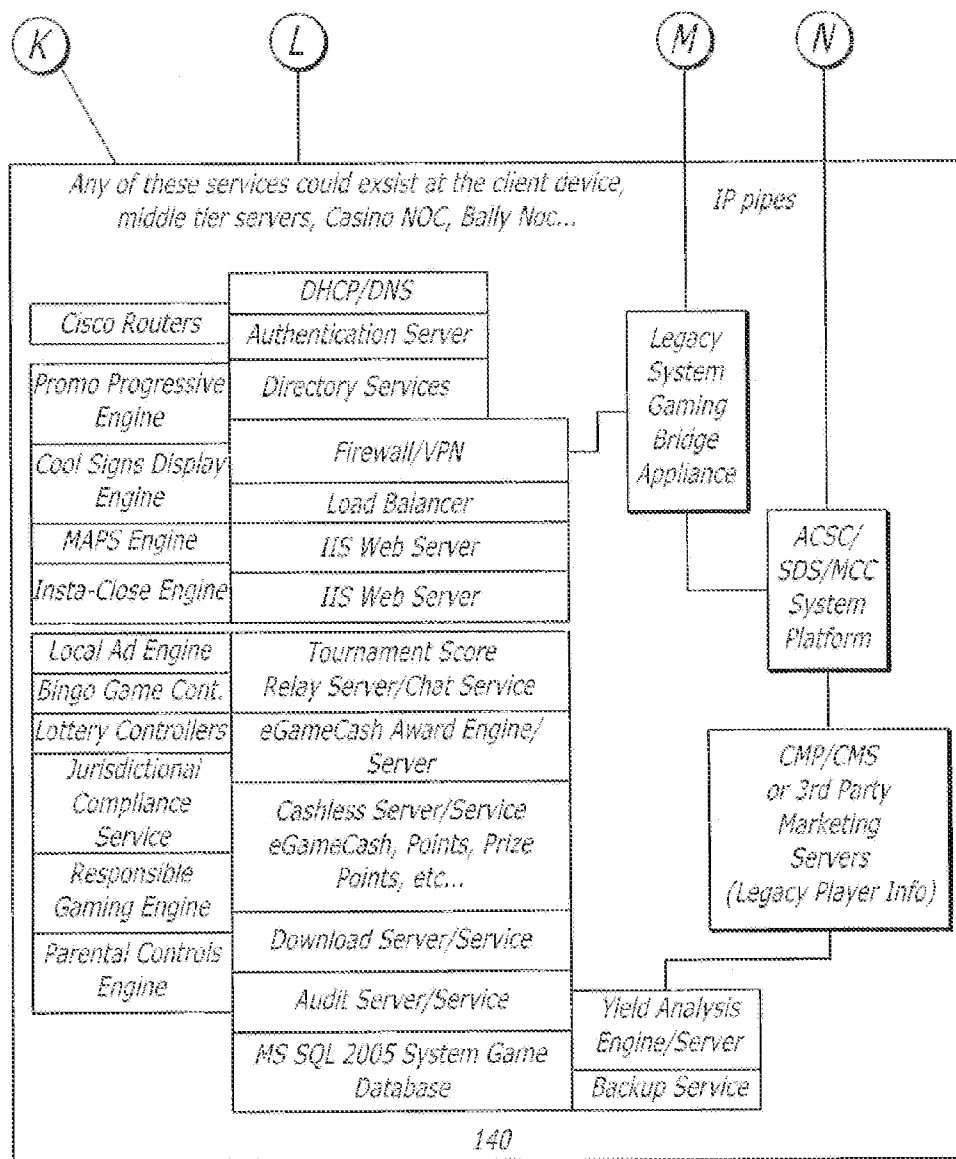 K
L
M
N
Any of these services could exsist at the client device,
middle tier servers, Casino NOC, Bally Noc...
IP pipes
DHCP/DNS
Cisco Routers
Authentication Server
Directory Services
Promo Progressive
Engine
Firewall/VPN
Cool Signs Display
Engine
Load Balancer
MAPS Engine
IIS Web Server
Insta-Close Engine
IIS Web Server
Legacy
System
Gaming
Bridge
Appliance
ACSC/
SDS/MCC
System
Platform
Local Ad Engine
Bingo Game Cont.
Lottery Controllers
Jurisdictional
Compliance
Service
Responsible
Gaming Engine
Parental Controls
Engine
Tournament Score
Relay Server/Chat Service
eGameCash Award Engine/
Server
Cashless Server/Service
eGameCash, Points, Prize
Points, etc...
Download Server/Service
Audit Server/Service
MS SQL 2005 System Game
Database
CMP/CMS
or 3rd Party
Marketing
Servers
(Legacy Player Info)
Yield Analysis
Engine/Server
Backup Service
140